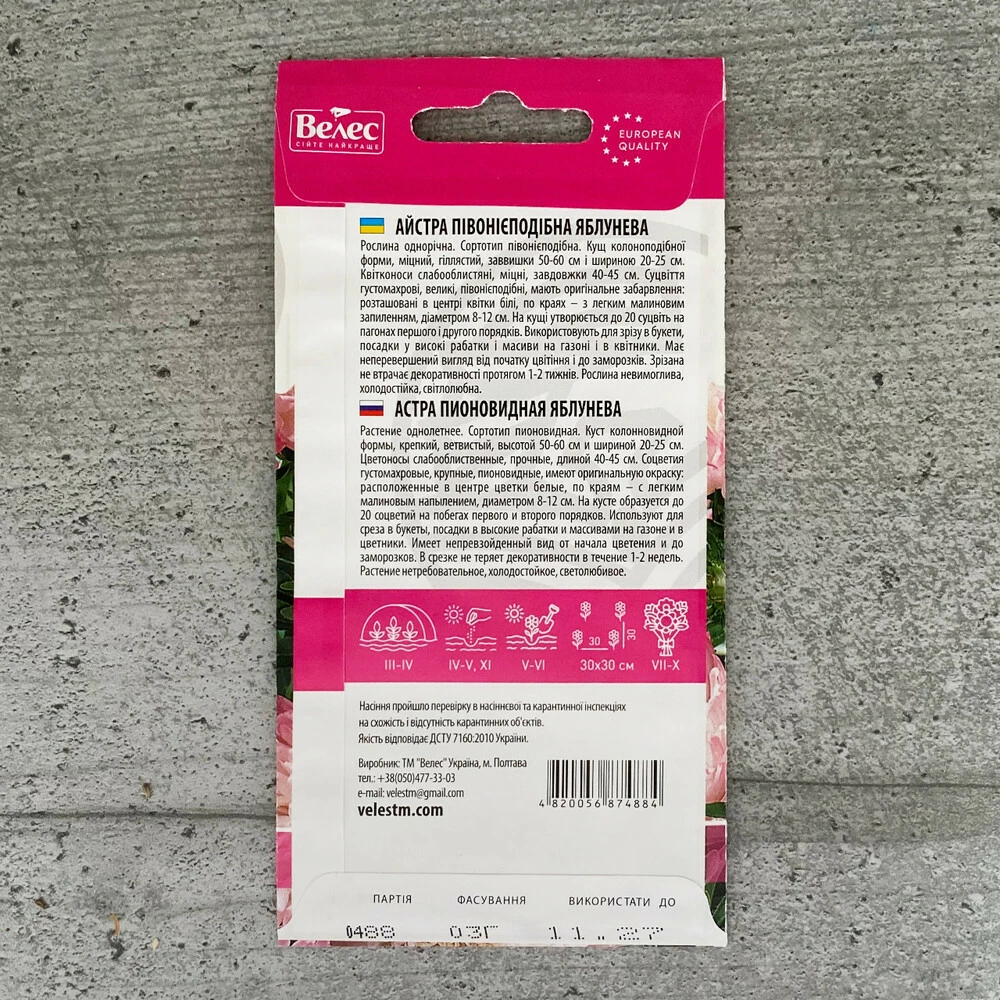 Велес
СІЙТЕ НАЙКРАЩЕ
EUROPEAN
QUALITY
АЙСТРА ПІВОНІЄПОДІБНА ЯБЛУНЕВА
Рослина однорічна. Сортотип півонієподібна. Кущ колоноподібної
форми, міцний, гіллястий, заввишки 50-60 см і шириною 20-25 см.
Квітконоси слабооблистяні, міцні, завдовжки 40-45 см. Суцвіття
густомахрові, великі, півонієподібні, мають оригінальне забарвлення:
розташовані в центрі квітки білі, по краях – з легким малиновим
запиленням, діаметром 8-12 см. На кущі утворюється до 20 суцвіть на
пагонах першого і другого порядків. Використовують для зрізу в букети,
посадки у високі рабатки і масиви на газоні і в квітники. Має
неперевершений вигляд від початку цвітіння і до заморозків. Зрізана
не втрачає декоративності протягом 1-2 тижнів. Рослина невимоглива,
холодостійка, світлолюбна.
АСТРА ПИОНОВИДНАЯ ЯБЛУНЕВА
Растение однолетнее. Сортотип пионовидная. Куст колонновидной
формы, крепкий, ветвистый, высотой 50-60 см и шириной 20-25 см.
Цветоносы слабооблиственные, прочные, длиной 40-45 см. Соцветия
густомахровые, крупные, пионовидные, имеют оригинальную окраску:
расположенные в центре цветки белые, по краям – с легким
малиновым напылением, диаметром 8-12 см. На кусте образуется до
20 соцветий на побегах первого и второго порядков. Используют для
среза в букеты, посадки в высокие рабатки и массивами на газоне и в
цветники. Имеет непревзойденный вид от начала цветения и до
заморозков. В срезке не теряет декоративности в течение 1-2 недель.
Растение нетребовательное, холодостойкое, светолюбивое.
30
30
III-IV IV-V, XI V-VI 30x30 см VII-X
Насіння пройшло перевірку в насіннєвої та карантинної інспекціях
на схожість і відсутність карантинних об'єктів.
Якість відповідає ДСТУ 7160:2010 України.
Виробник: ТМ "Велес" Україна, м. Полтава
тел.: +38(050)477-33-03
e-mail: velestm@gmail.com
velestm.com
4 820056 874884
ПАРТІЯ ФАСУВАННЯ ВИКОРИСТАТИ ДО
0488 03Г 11.27